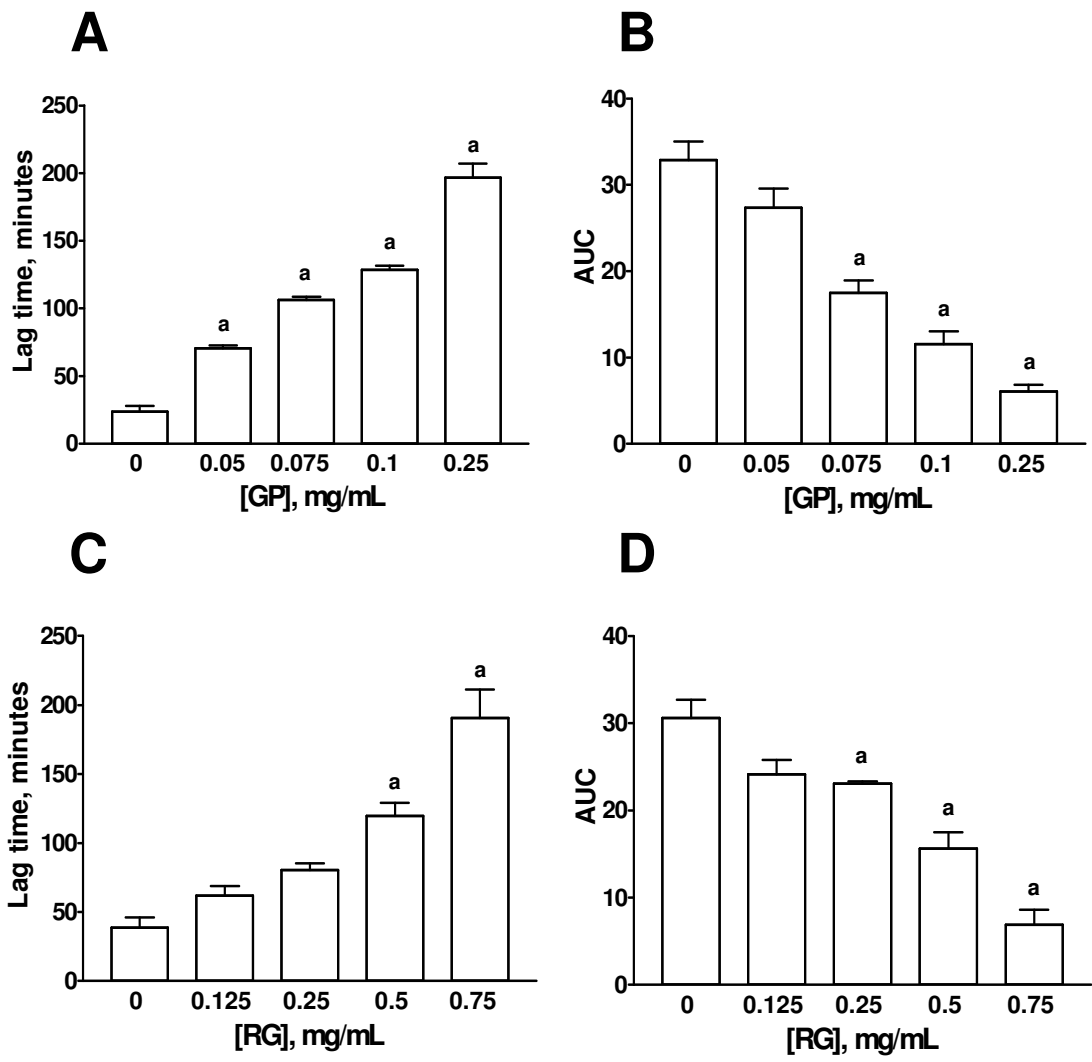 A
250
200
150
100
50
0
Lag time, minutes
a
a
a
a
0 0.05 0.075 0.1 0.25
[GP], mg/mL
B
40
30
20
10
0
AUC
a
a
a
0 0.05 0.075 0.1 0.25
[GP], mg/mL
C
250
200
150
100
50
0
Lag time, minutes
a
a
0 0.125 0.25 0.5 0.75
[RG], mg/mL
D
40
30
20
10
0
AUC
a
a
a
0 0.125 0.25 0.5 0.75
[RG], mg/mL